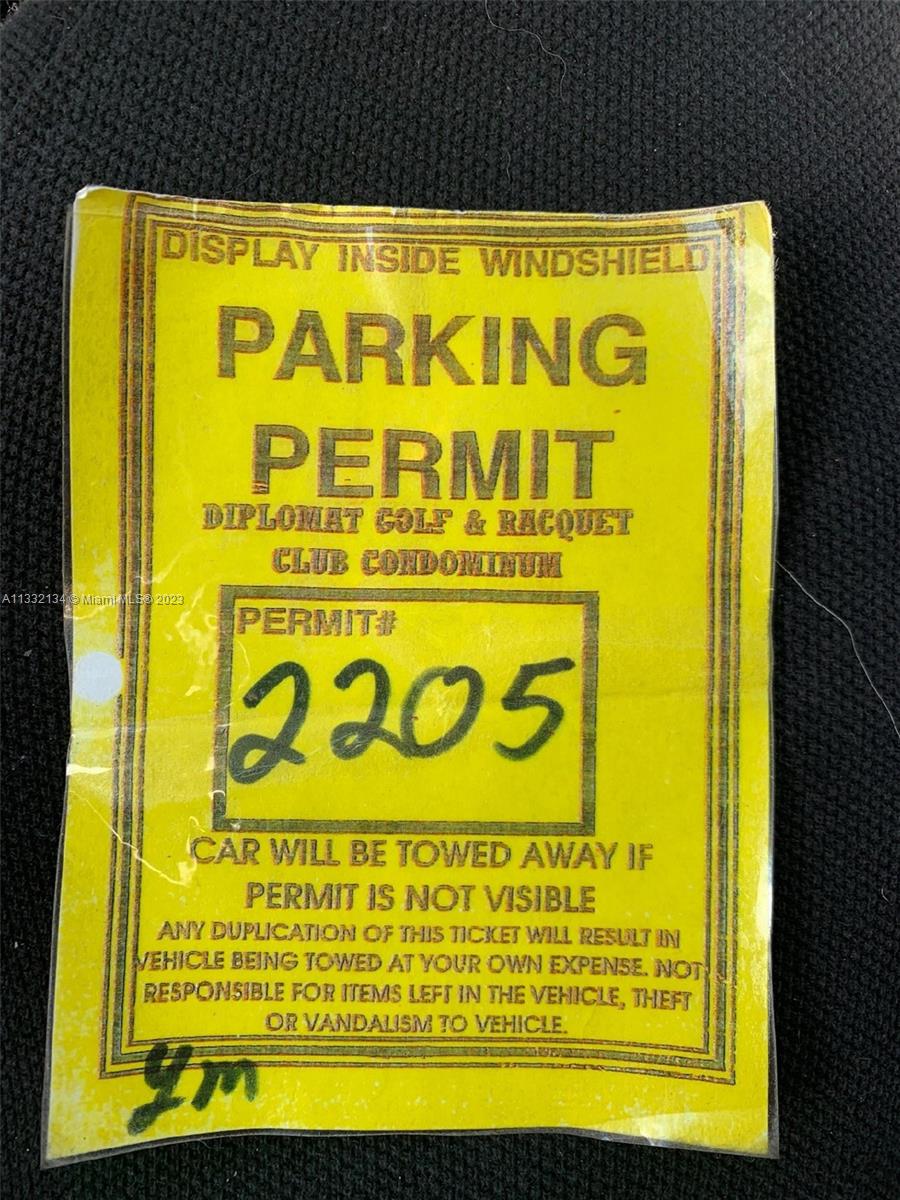 DISPLAY INSIDE WINDSHIELD
PARKING
PERMIT
DIPLOMAT GOLF & RACQUET
CLUB CONDOMINUM
A11332134 © Miami MLS® 2023
PERMIT#
2205
CAR WILL BE TOWED AWAY IF
PERMIT IS NOT VISIBLE
ANY DUPLICATION OF THIS TICKET WILL RESULT IN
VEHICLE BEING TOWED AT YOUR OWN EXPENSE. NOT
RESPONSIBLE FOR ITEMS LEFT IN THE VEHICLE, THEFT
OR VANDALISM TO VEHICLE.
ym